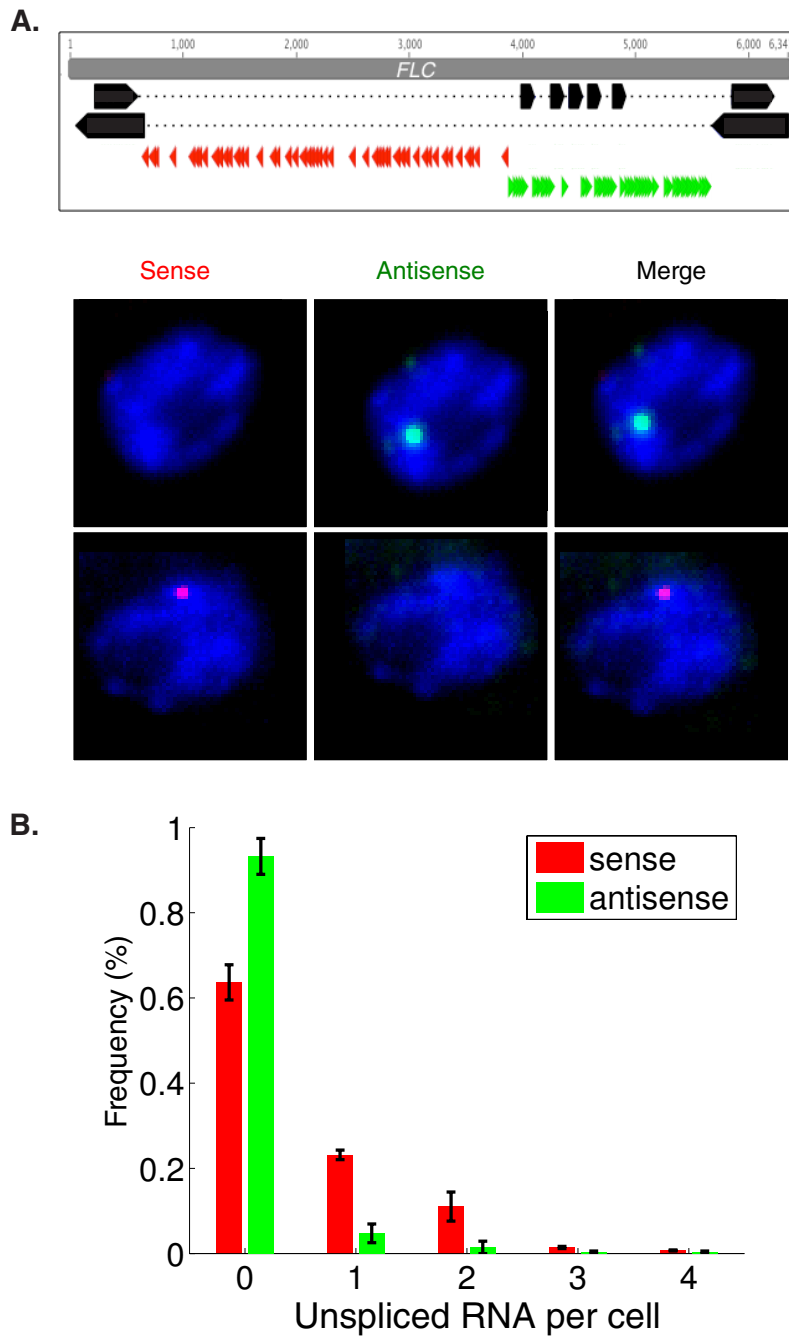 A.
1 1,000 2,000 3,000 4,000 5,000 6,000 6,34
FLC
Sense Antisense Merge
B.
1
0.8
0.6
0.4
0.2
0
Frequency (%)
sense
antisense
0 1 2 3 4
Unspliced RNA per cell